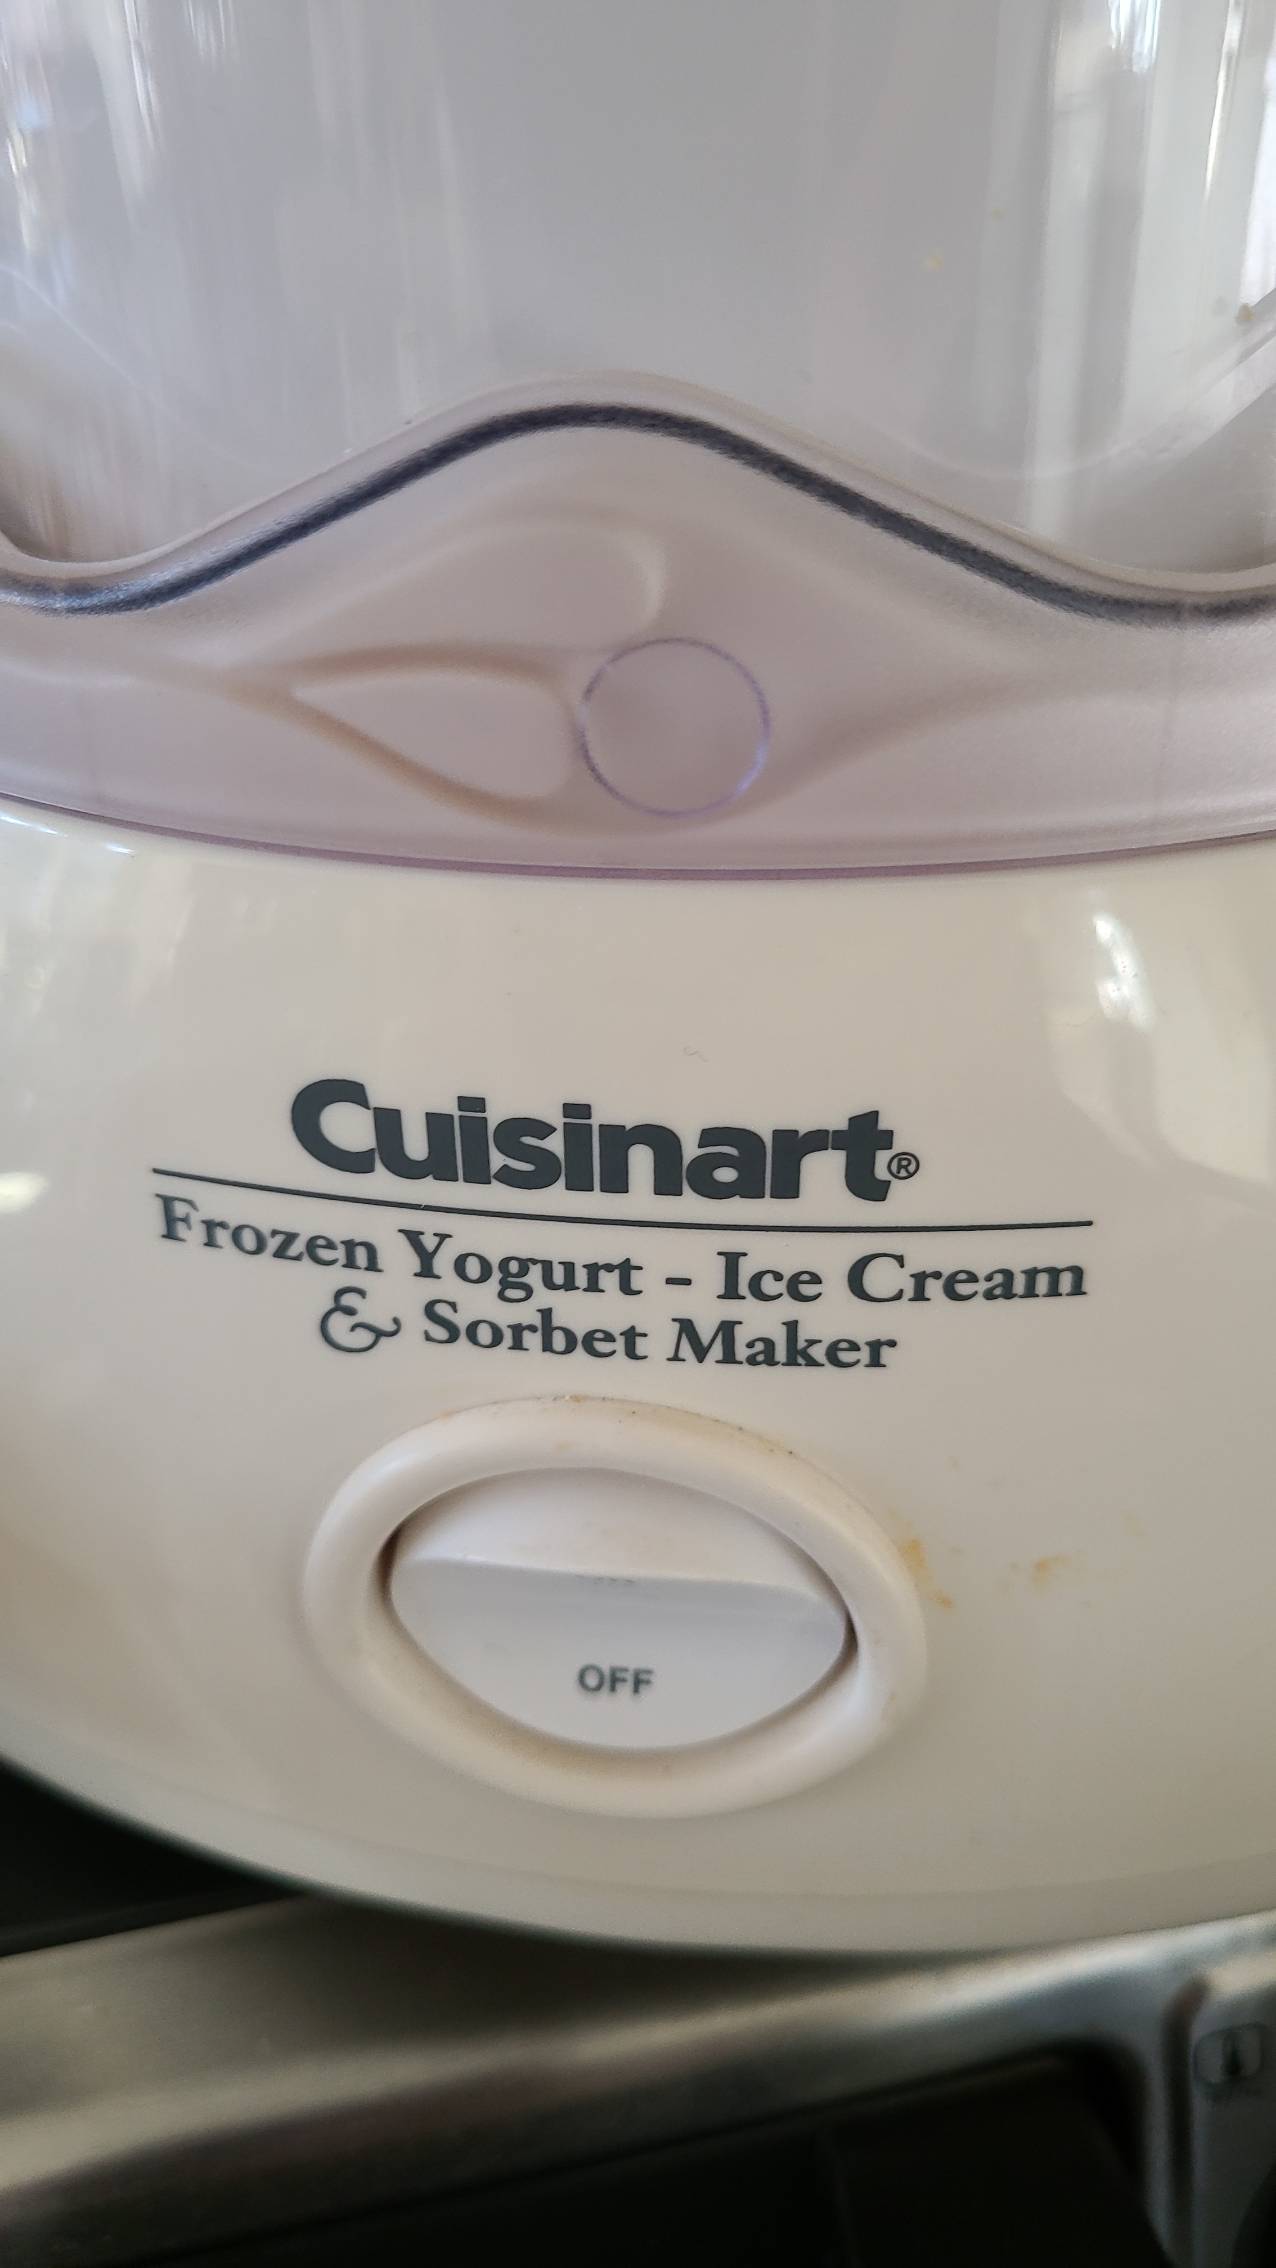 Cuisinart®
Frozen Yogurt - Ice Cream
& Sorbet Maker
OFF